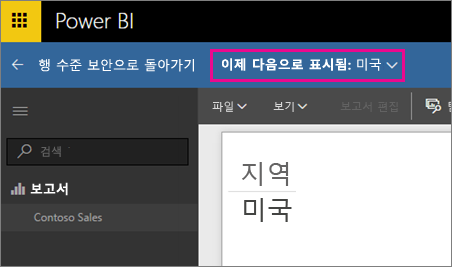 Power BI
행 수준 보안으로 돌아가기 이제 다음으로 표시됨: 미국
파일 보기 보고서 편집
검색
보고서
Contoso Sales
지역
미국